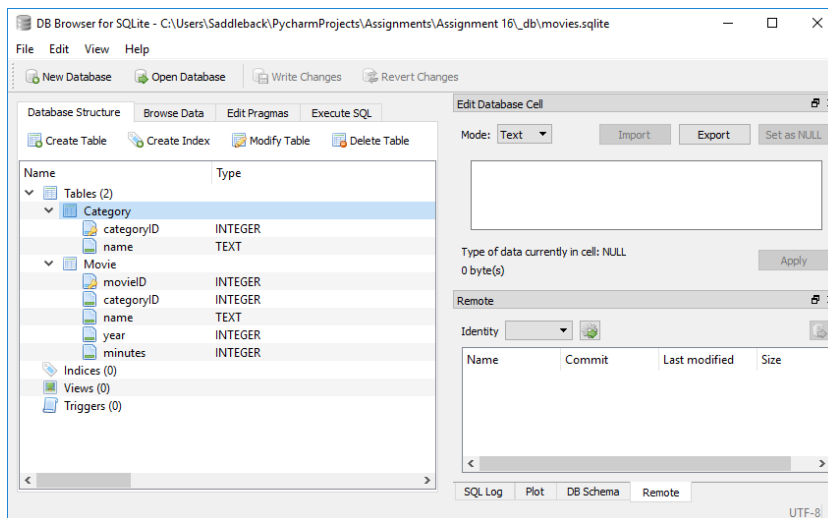 DB Browser for SQLite - C:\Users\Saddleback\PycharmProjects\Assignments\Assignment 16\_db\movies.sqlite
File Edit View Help
New Database Open Database Write Changes Revert Changes
Database Structure Browse Data Edit Pragmas Execute SQL
Create Table Create Index Modify Table Delete Table
Name Type
Tables (2)
Category
categoryID INTEGER
name TEXT
Movie
movieID INTEGER
categoryID INTEGER
name TEXT
year INTEGER
minutes INTEGER
Indices (0)
Views (0)
Triggers (0)
Edit Database Cell
Mode: Text Import Export Set as NULL
Type of data currently in cell: NULL
0 byte(s)
Apply
Remote
Identity
Name Commit Last modified Size
SQL Log Plot DB Schema Remote
UTF-8